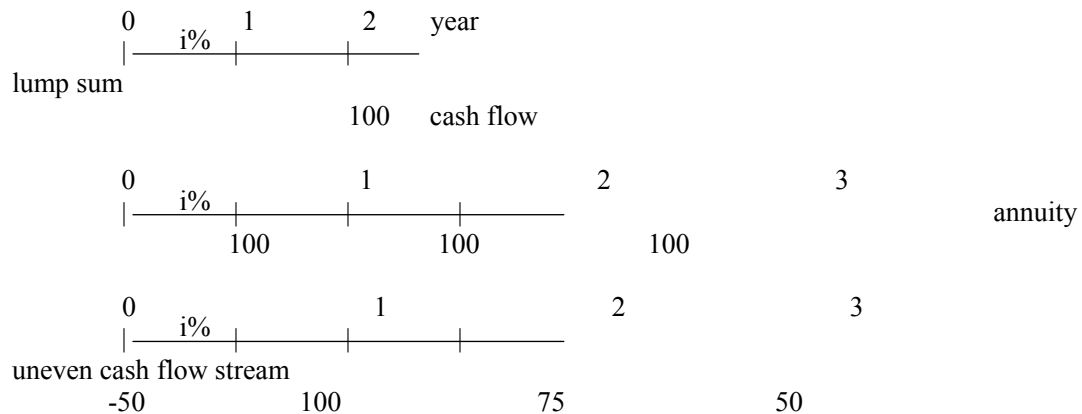 0 1 2 year
i%
lump sum
100 cash flow
0 1 2 3
i%
annuity
100 100 100
0 1 2 3
i%
uneven cash flow stream
-50 100 75 50